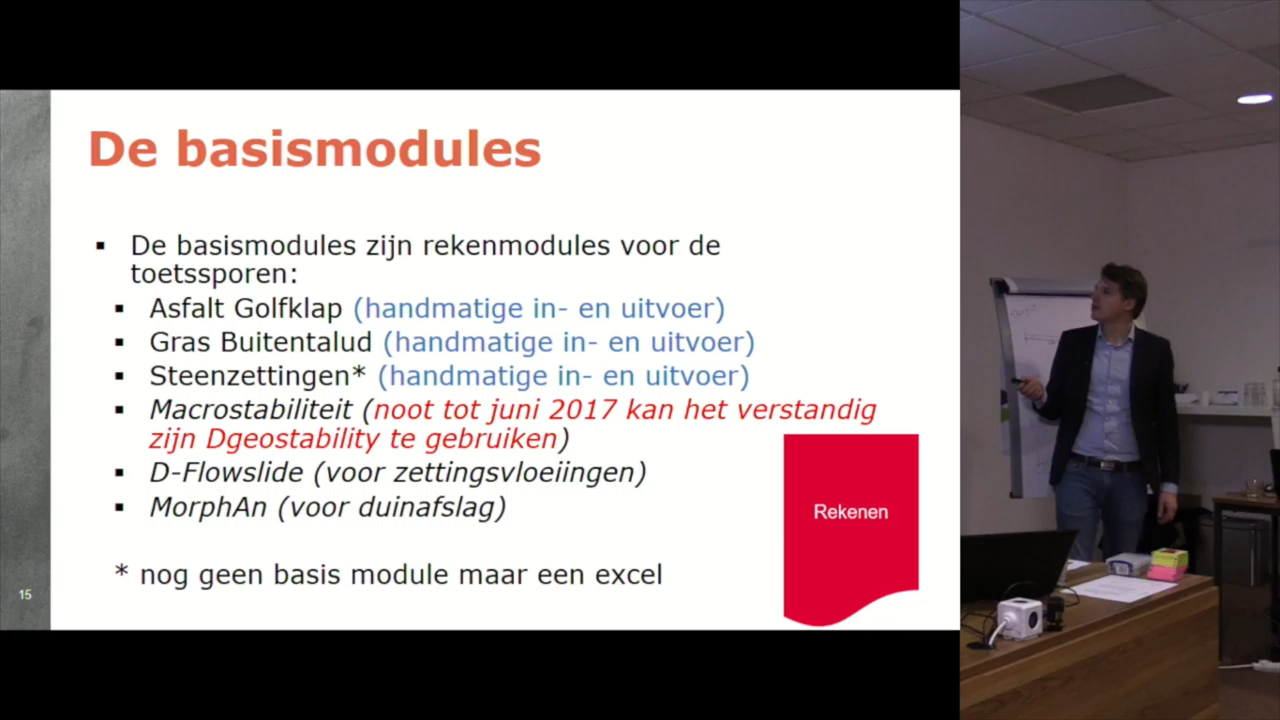 De basismodules
▪ De basismodules zijn rekenmodules voor de
toetssporen:
▪ Asfalt Golfklap (handmatige in- en uitvoer)
▪ Gras Buitentalud (handmatige in- en uitvoer)
▪ Steenzettingen* (handmatige in- en uitvoer)
▪ Macrostabiliteit (noot tot juni 2017 kan het verstandig
zijn Dgeostability te gebruiken)
▪ D-Flowslide (voor zettingsvloeiingen)
▪ MorphAn (voor duinafslag)
Rekenen
* nog geen basis module maar een excel
15